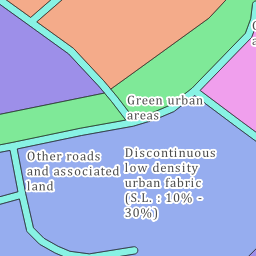 Green urban
areas
Other roads
and associated
land
Discontinuous
low density
urban fabric
(S.L. : 10% -
30%)